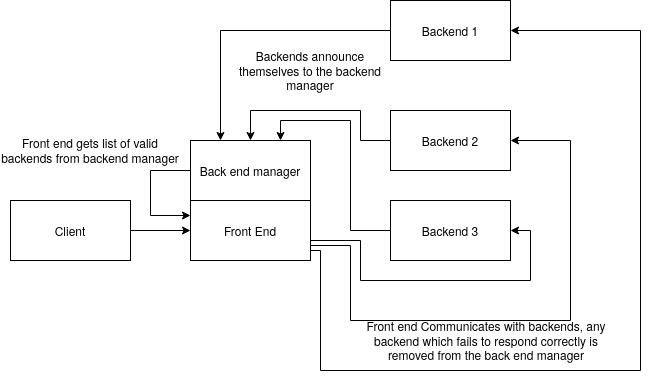 Backend 1
Backends announce
themselves to the backend
manager
Backend 2
Front end gets list of valid
backends from backend manager
Back end manager
Client
Front End
Backend 3
Front end Communicates with backends, any
backend which fails to respond correctly is
removed from the back end manager